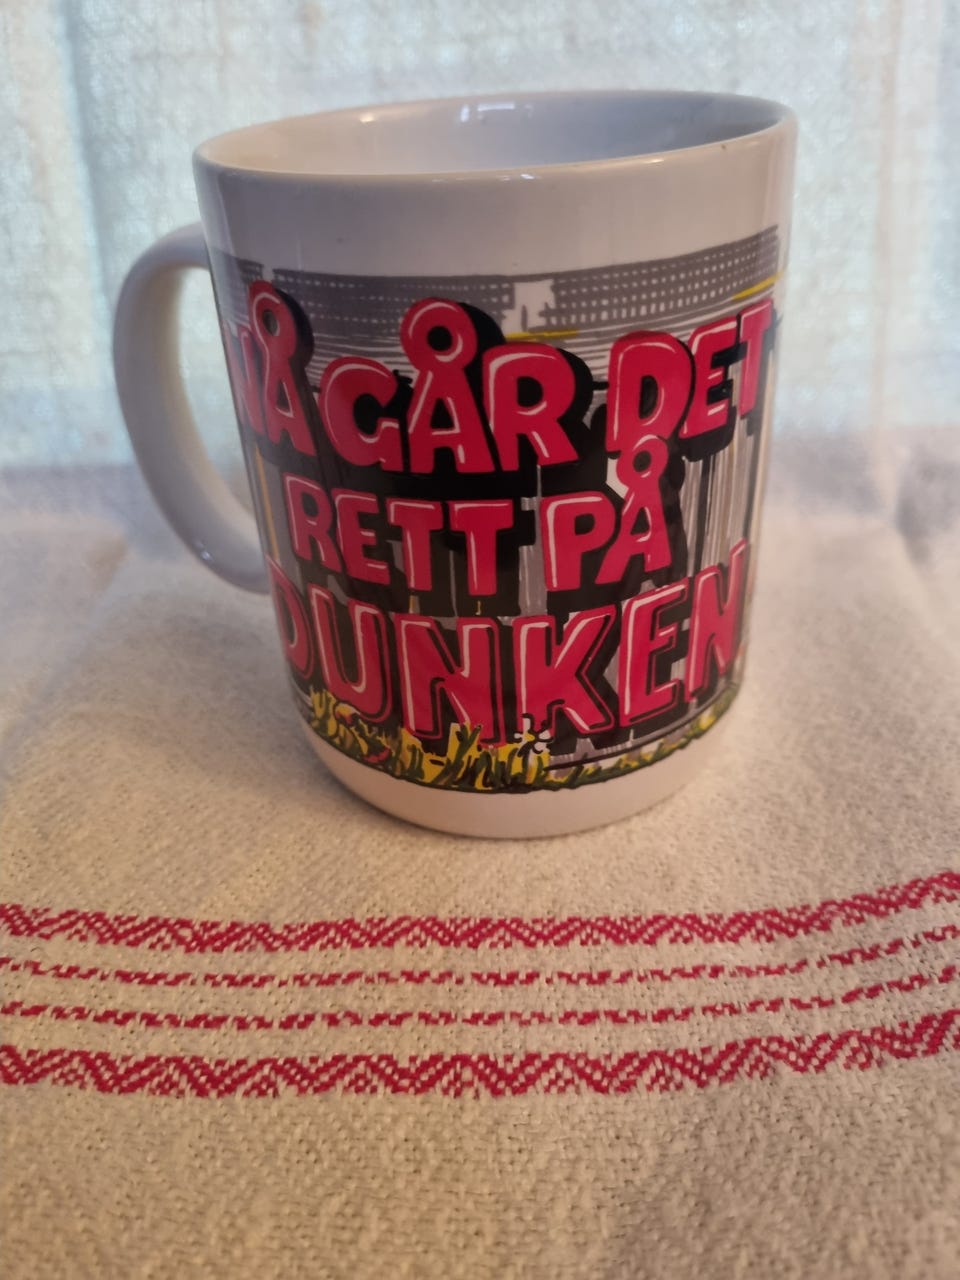 NÅ GÅR DET
RETT PÅ
DUNKEN